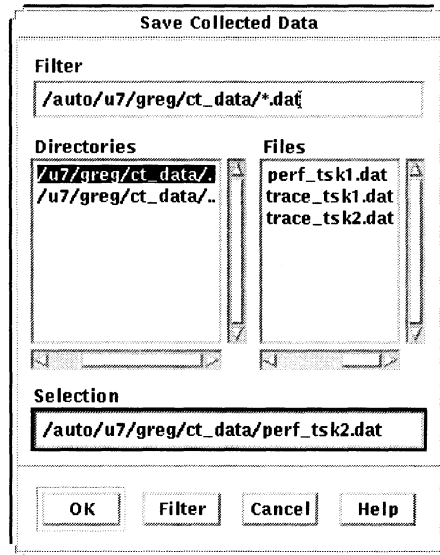 Save Collected Data
Filter
/auto/u7/greg/ct_data/*.dat
Directories
/u7/greg/ct_data/.
/u7/greg/ct_data/..
Files
perf_tsk1.dat
trace_tsk1.dat
trace_tsk2.dat
Selection
/auto/u7/greg/ct_data/perf_tsk2.dat
OK Filter Cancel Help